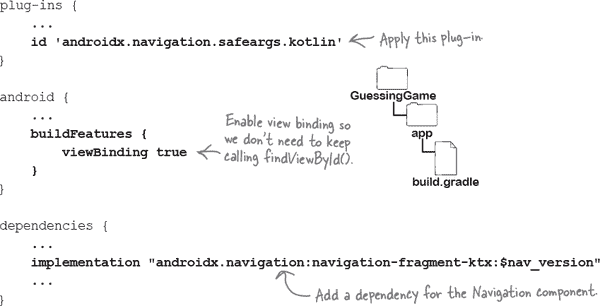 plug-ins {
...
id 'androidx.navigation.safeargs.kotlin'
Apply this plug-in
}
android {
...
buildFeatures {
viewBinding true
}
}
Enable view binding so
we don't need to keep
calling findViewById().
GuessingGame
app
build.gradle
dependencies {
...
implementation "androidx.navigation:navigation-fragment-ktx:$nav_version"
...
}
Add a dependency for the Navigation component.